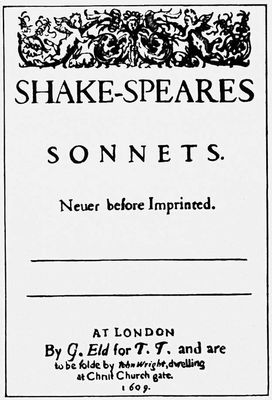 SHAKE-SPEARES
SONNETS.
Neuer before Imprinted.
AT LONDON
By G. Eld for T. T. and are
to be solde by Iohn Wright, dwelling
at Christ Church gate.
1609.